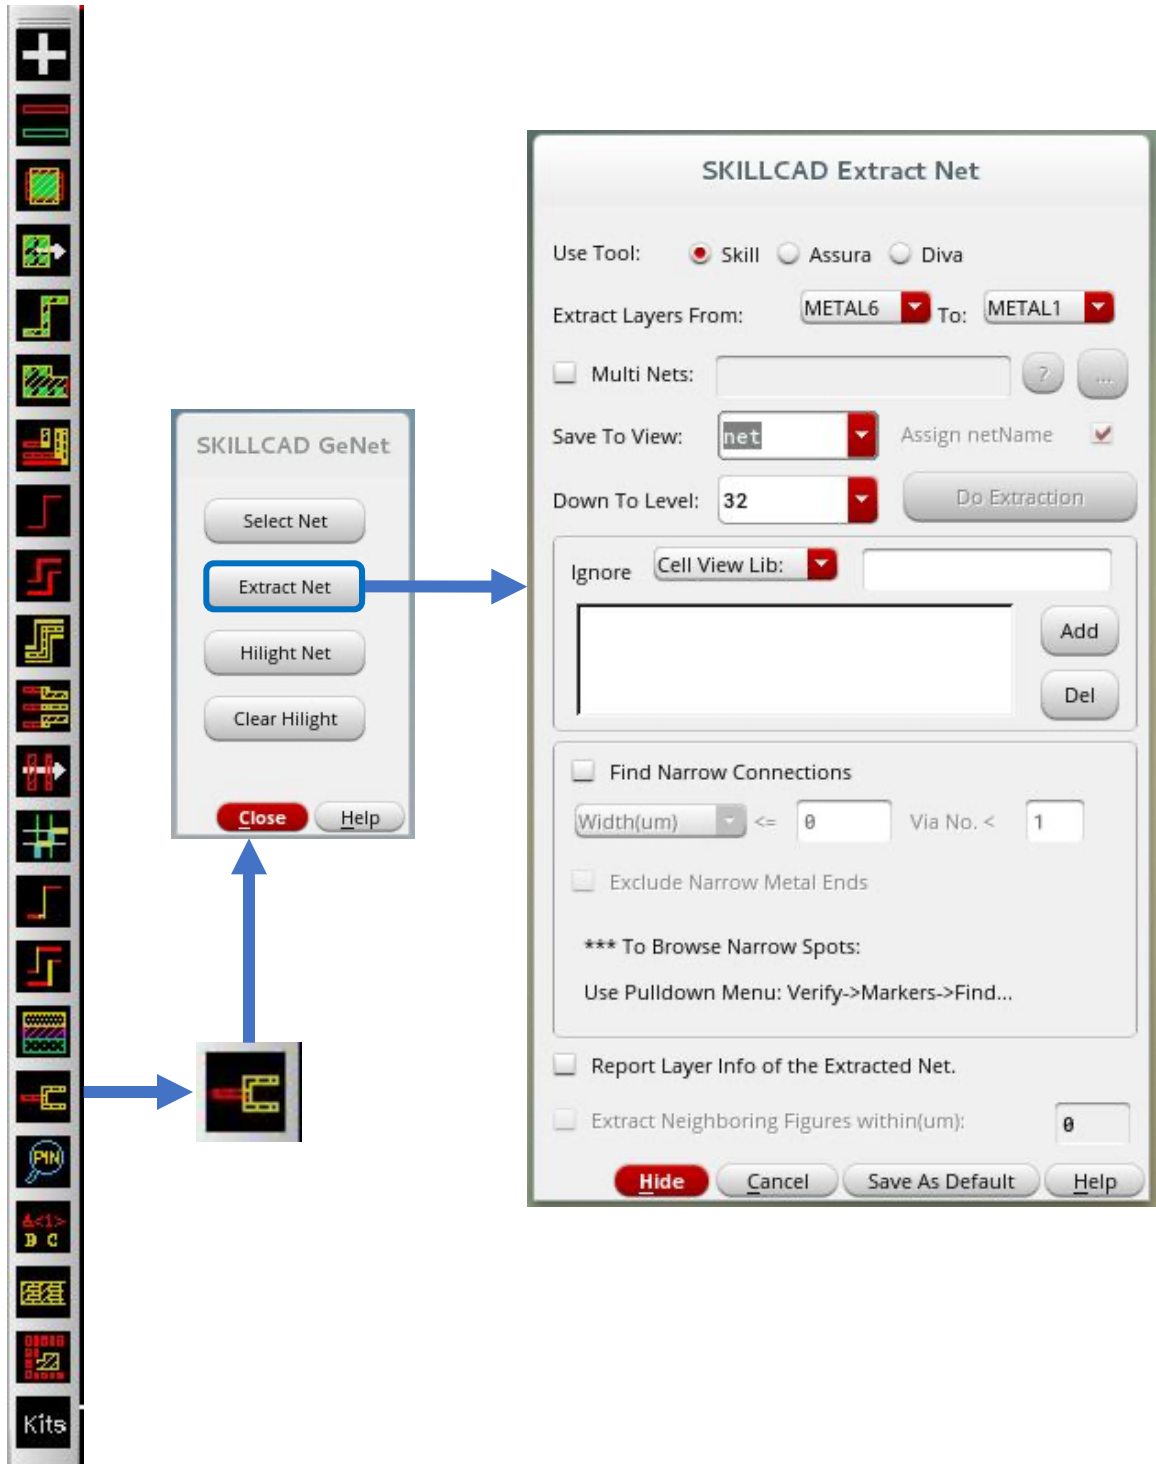 PIN
A<1>
B C
Kits
SKILLCAD GeNet
Select Net
Extract Net
Hilight Net
Clear Hilight
Close Help
SKILLCAD Extract Net
Use Tool: Skill Assura Diva
Extract Layers From: METAL6 To: METAL1
Multi Nets: ? ...
Save To View: net Assign netName
Down To Level: 32 Do Extraction
Ignore Cell View Lib:
Add
Del
Find Narrow Connections
Width(um) <= 0 Via No. < 1
Exclude Narrow Metal Ends
*** To Browse Narrow Spots:
Use Pulldown Menu: Verify->Markers->Find...
Report Layer Info of the Extracted Net.
Extract Neighboring Figures within(um): 0
Hide Cancel Save As Default Help